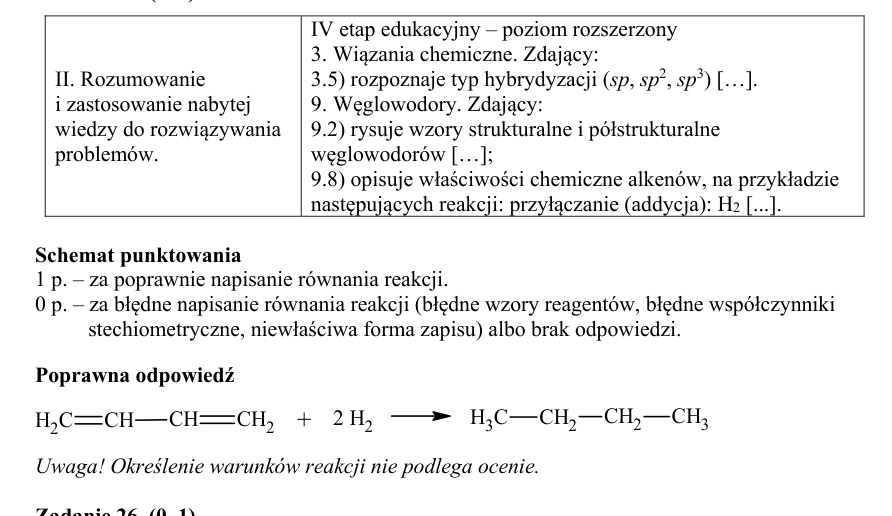 II. Rozumowanie
i zastosowanie nabytej
wiedzy do rozwiązywania
problemów.
IV etap edukacyjny – poziom rozszerzony
3. Wiązania chemiczne. Zdający:
3.5) rozpoznaje typ hybrydyzacji (sp, sp², sp³) […].
9. Węglowodory. Zdający:
9.2) rysuje wzory strukturalne i półstrukturalne
węglowodorów […];
9.8) opisuje właściwości chemiczne alkenów, na przykładzie
następujących reakcji: przyłączanie (addycja): H₂ [...].
Schemat punktowania
1 p. – za poprawnie napisanie równania reakcji.
0 p. – za błędne napisanie równania reakcji (błędne wzory reagentów, błędne współczynniki
stechiometryczne, niewłaściwa forma zapisu) albo brak odpowiedzi.
Poprawna odpowiedź
H₂C=CH—CH=CH₂ + 2 H₂ → H₃C—CH₂—CH₂—CH₃
Uwaga! Określenie warunków reakcji nie podlega ocenie.
Zadanie 26. (0–1)